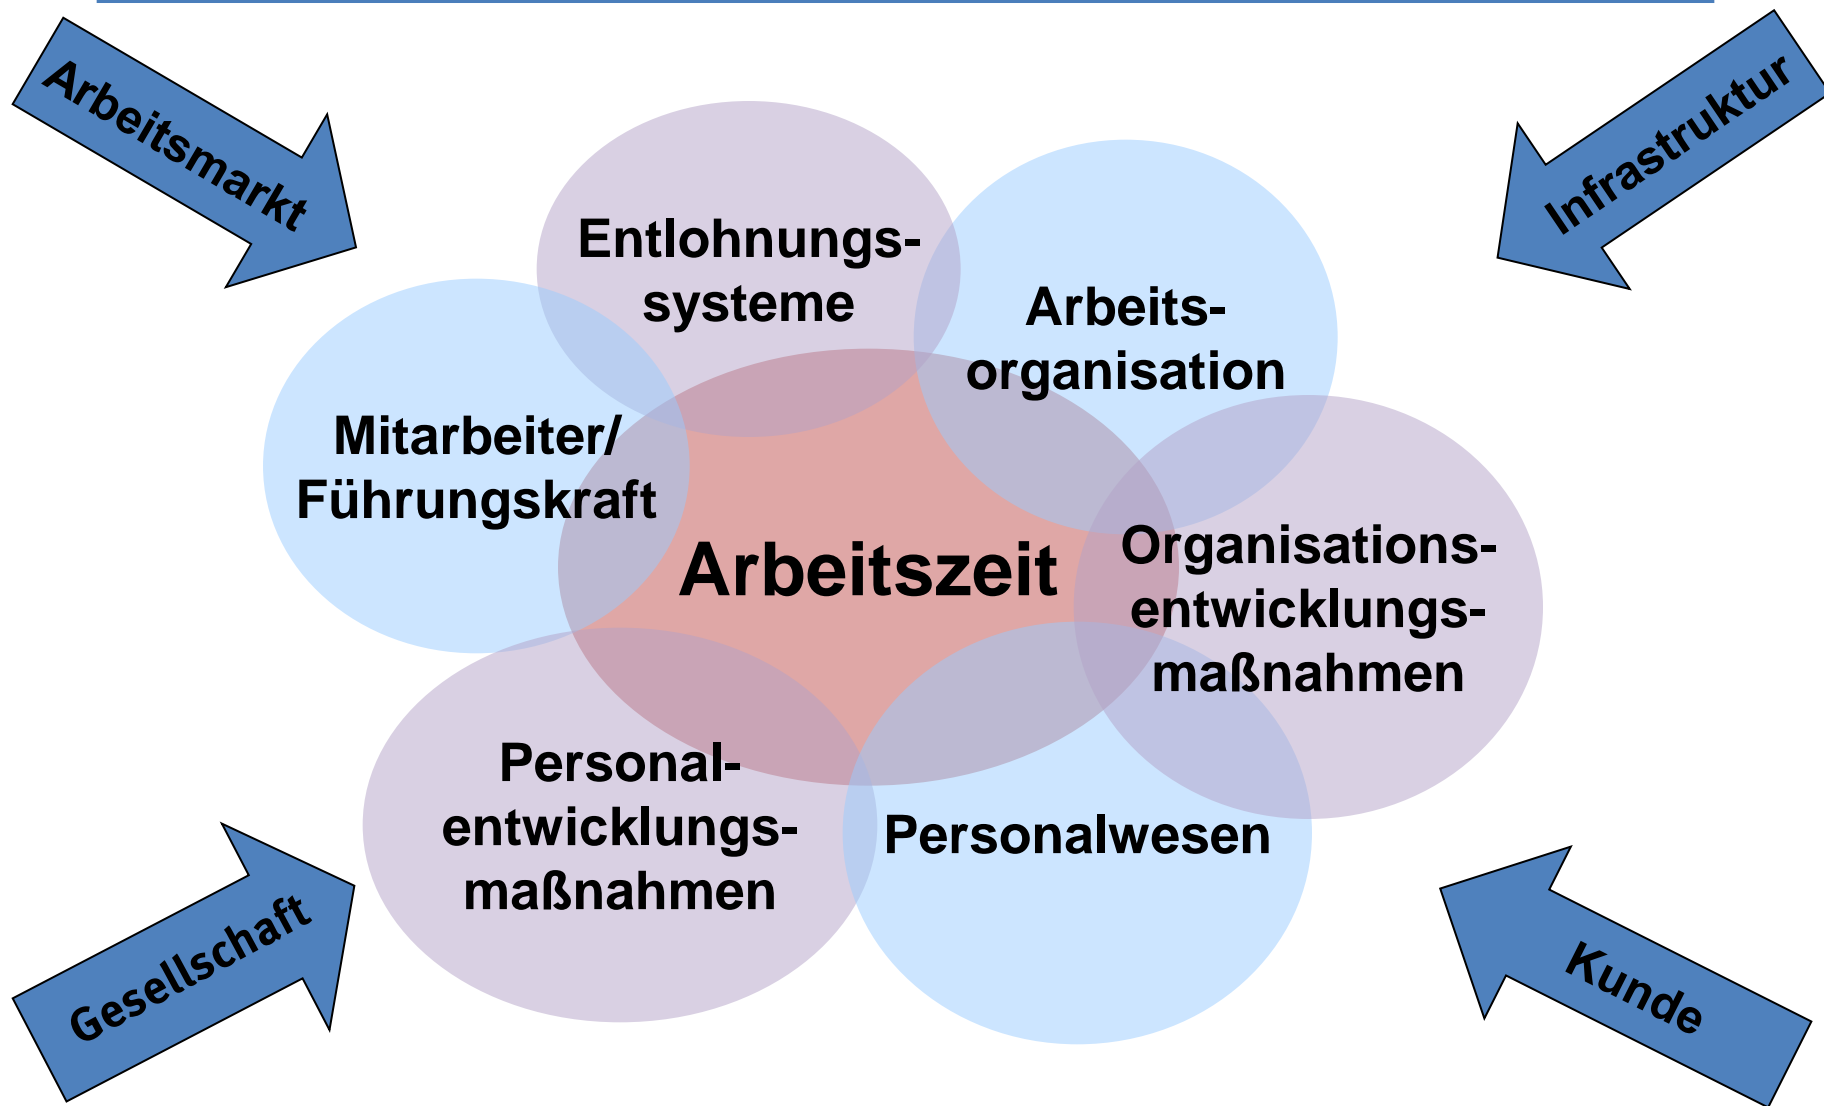 Arbeitsmarkt
Infrastruktur
Entlohnungs-
systeme
Arbeits-
organisation
Mitarbeiter/
Führungskraft
Arbeitszeit
Organisations-
entwicklungs-
maßnahmen
Personal-
entwicklungs-
maßnahmen
Personalwesen
Gesellschaft
Kunde